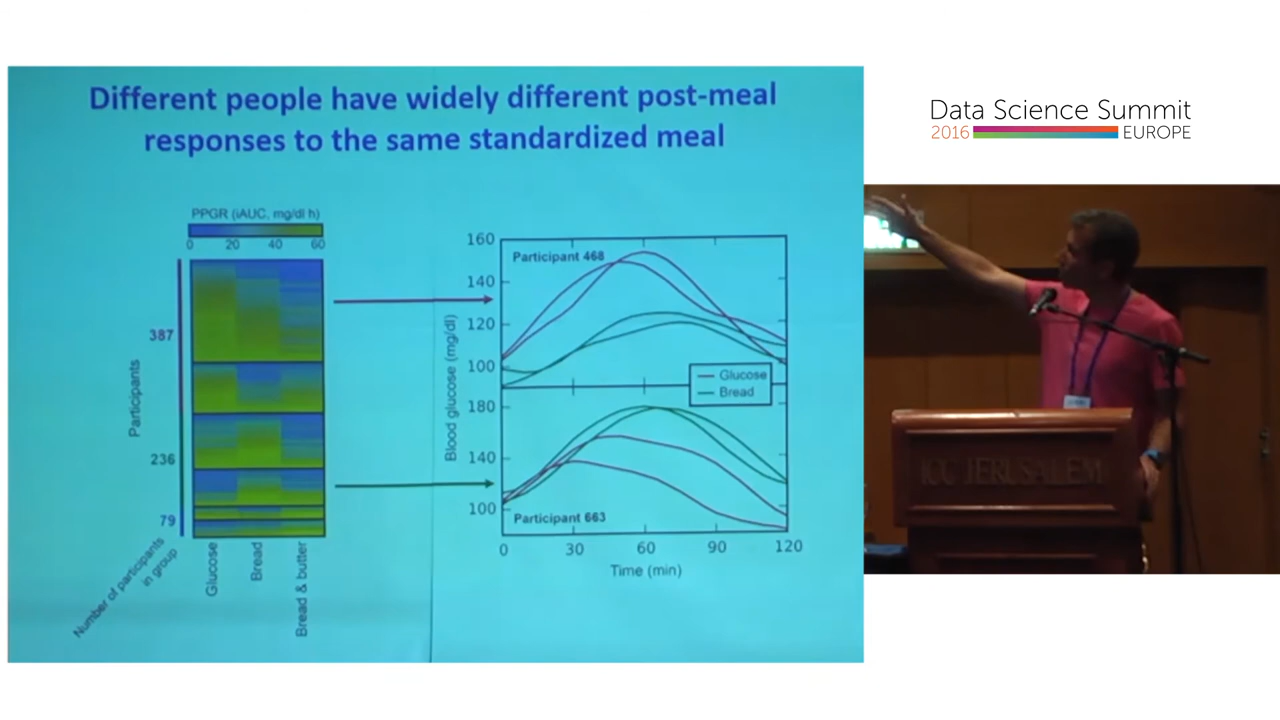 Different people have widely different post-meal
responses to the same standardized meal
PPGR (iAUC, mg/dl h)
0 20 40 60
Participants
387
236
79
Number of participants
in group
Glucose
Bread
Bread & butter
Blood glucose (mg/dl)
160
140
120
100
180
140
100
Participant 468
Glucose
Bread
Participant 663
0 30 60 90 120
Time (min)
Data Science Summit
2016 EUROPE
ICC JERUSALEM